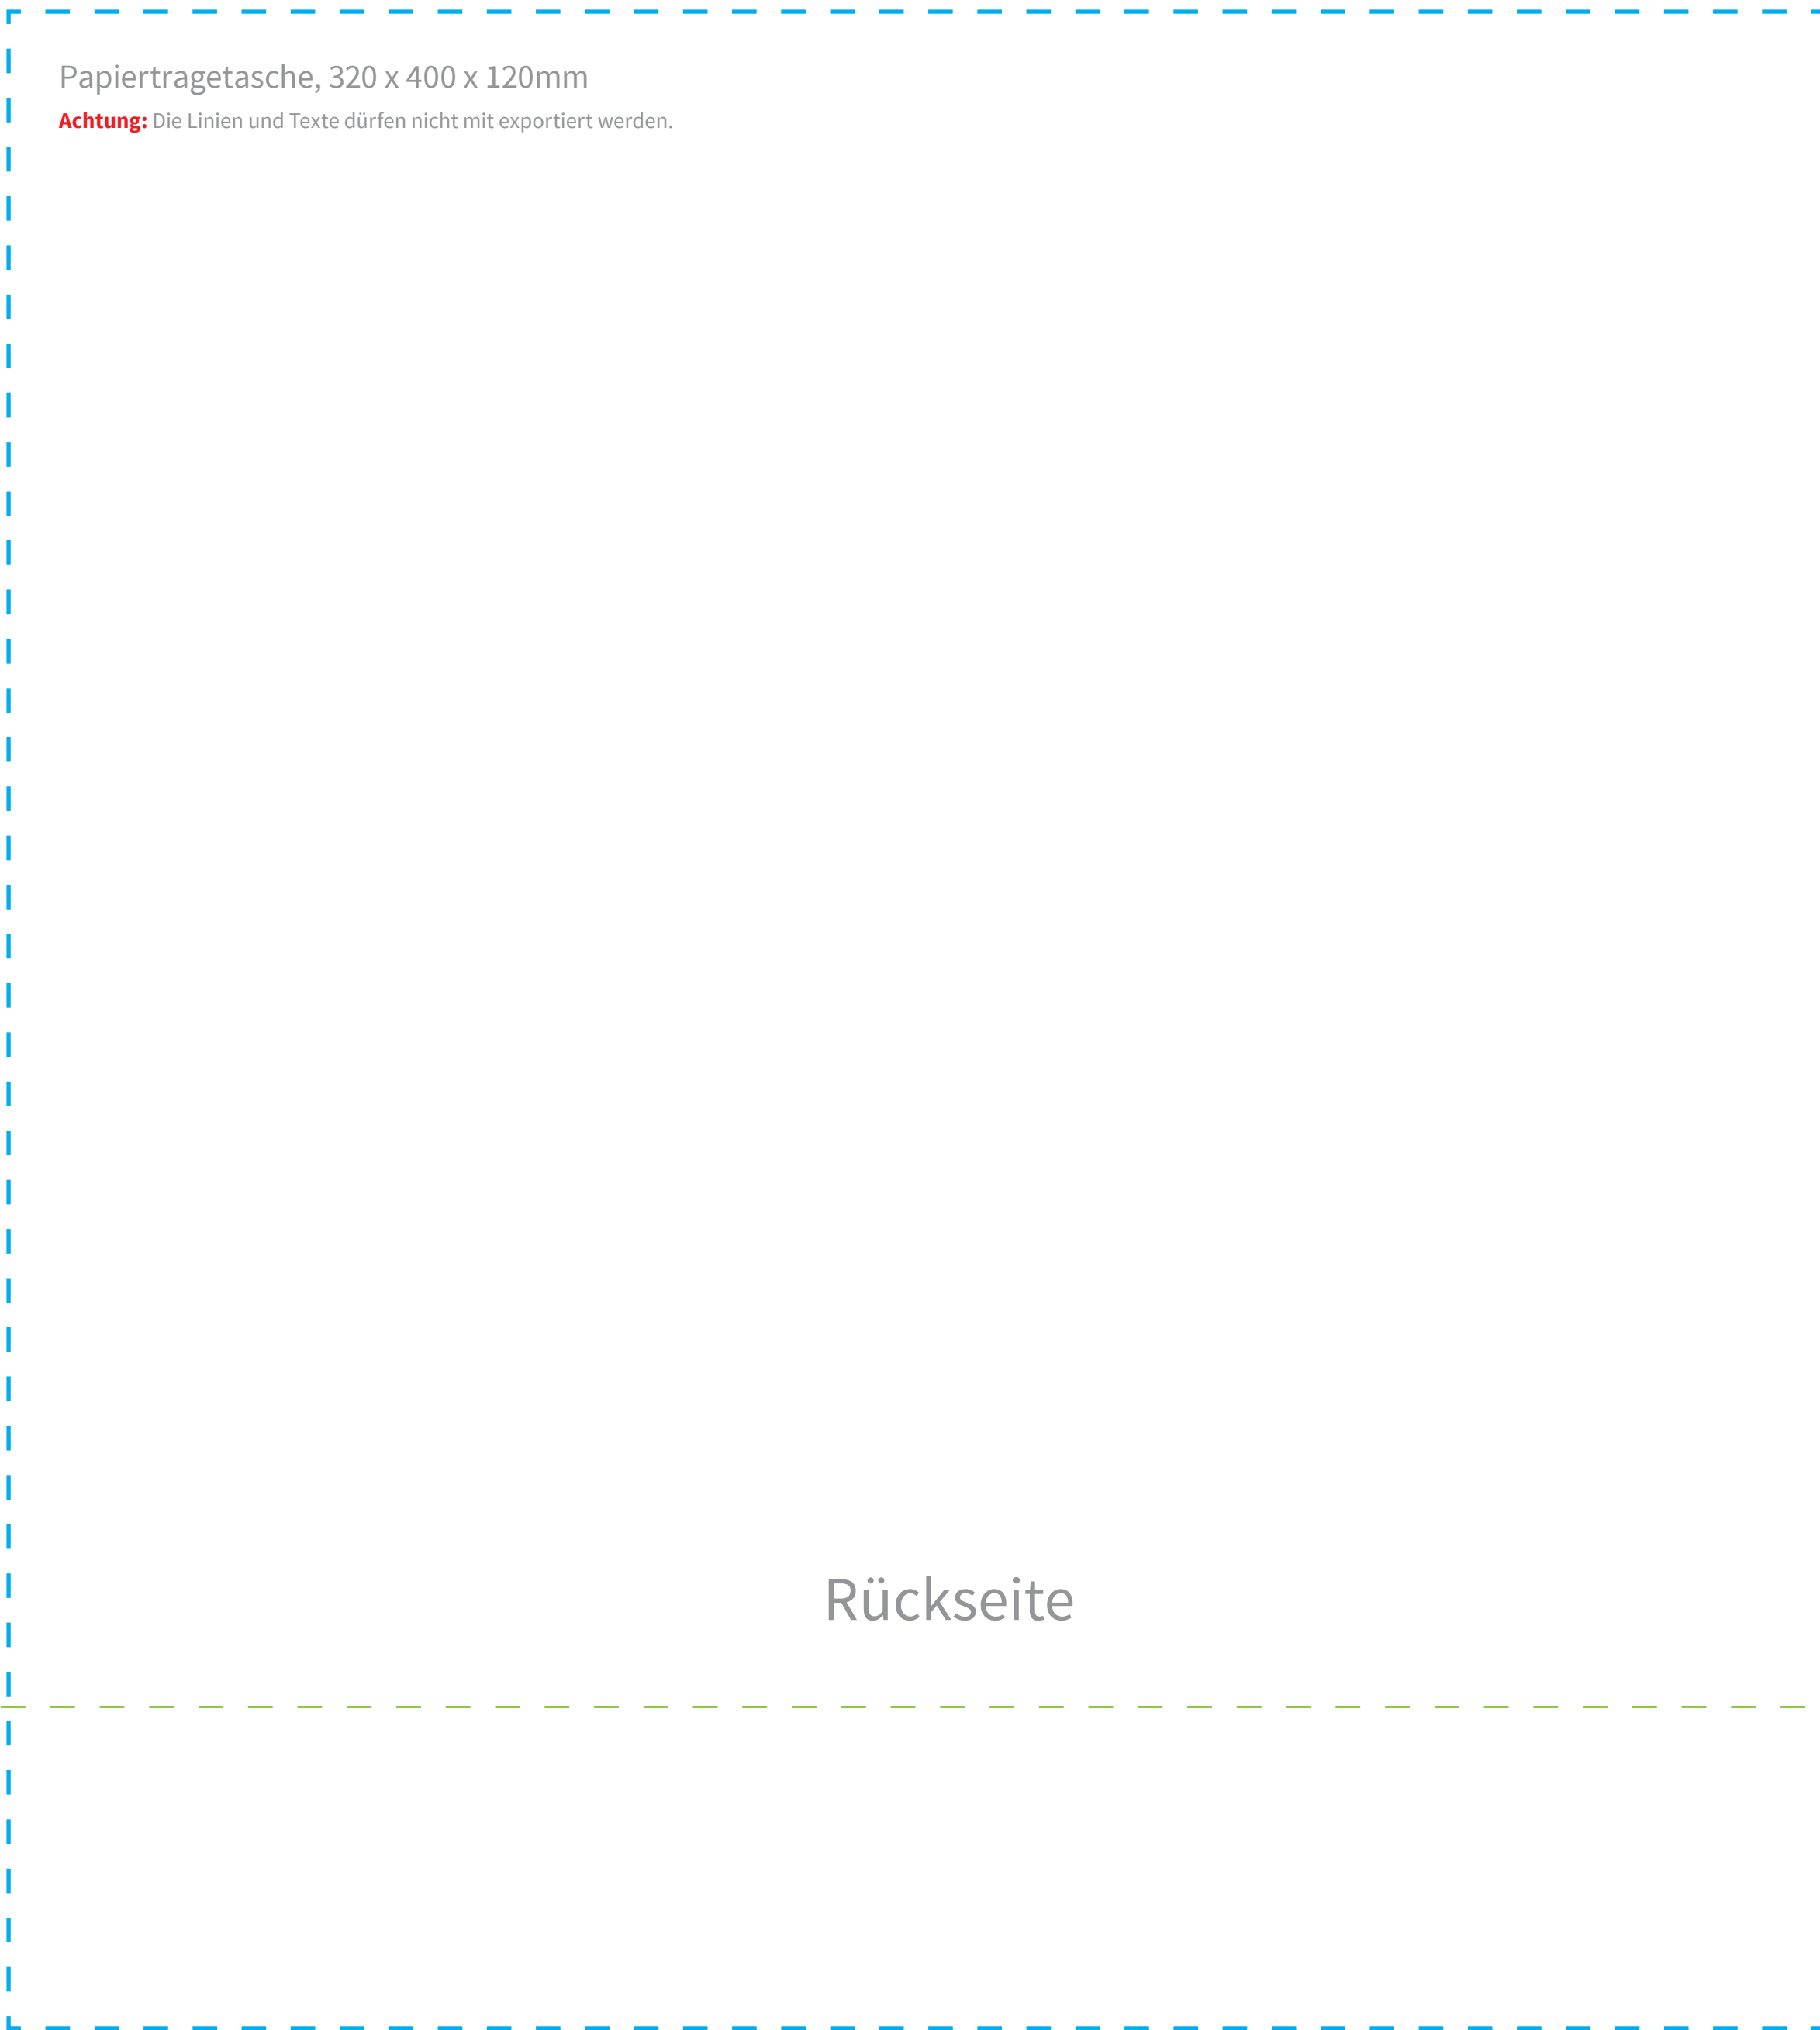 Papiertragetasche, 320 x 400 x 120mm
Achtung: Die Linien und Texte dürfen nicht mit exportiert werden.
Rückseite